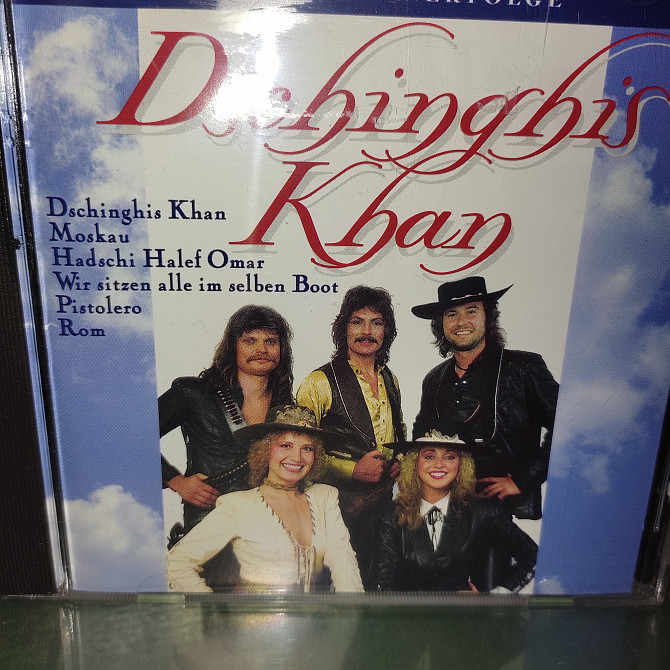 Dschinghis
Khan
Dschinghis Khan
Moskau
Hadschi Halef Omar
Wir sitzen alle im selben Boot
Pistolero
Rom